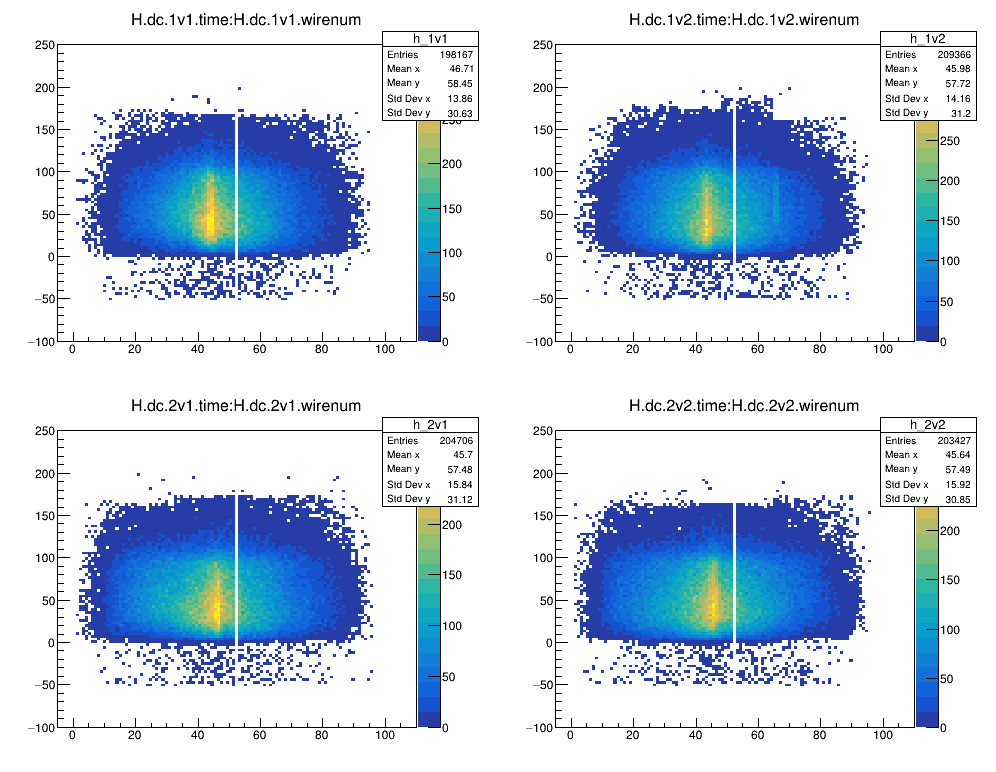 H.dc.1v1.time:H.dc.1v1.wirenum
h_1v1
Entries 198167
Mean x 46.71
Mean y 58.45
Std Dev x 13.86
Std Dev y 30.63
250
200
150
100
50
0
−50
−100
0 20 40 60 80 100
250
200
150
100
50
0
H.dc.1v2.time:H.dc.1v2.wirenum
h_1v2
Entries 209366
Mean x 45.98
Mean y 57.72
Std Dev x 14.16
Std Dev y 31.2
250
200
150
100
50
0
−50
−100
0 20 40 60 80 100
250
200
150
100
50
0
H.dc.2v1.time:H.dc.2v1.wirenum
h_2v1
Entries 204706
Mean x 45.7
Mean y 57.48
Std Dev x 15.84
Std Dev y 31.12
250
200
150
100
50
0
−50
−100
0 20 40 60 80 100
200
150
100
50
0
H.dc.2v2.time:H.dc.2v2.wirenum
h_2v2
Entries 203427
Mean x 45.64
Mean y 57.49
Std Dev x 15.92
Std Dev y 30.85
250
200
150
100
50
0
−50
−100
0 20 40 60 80 100
200
150
100
50
0